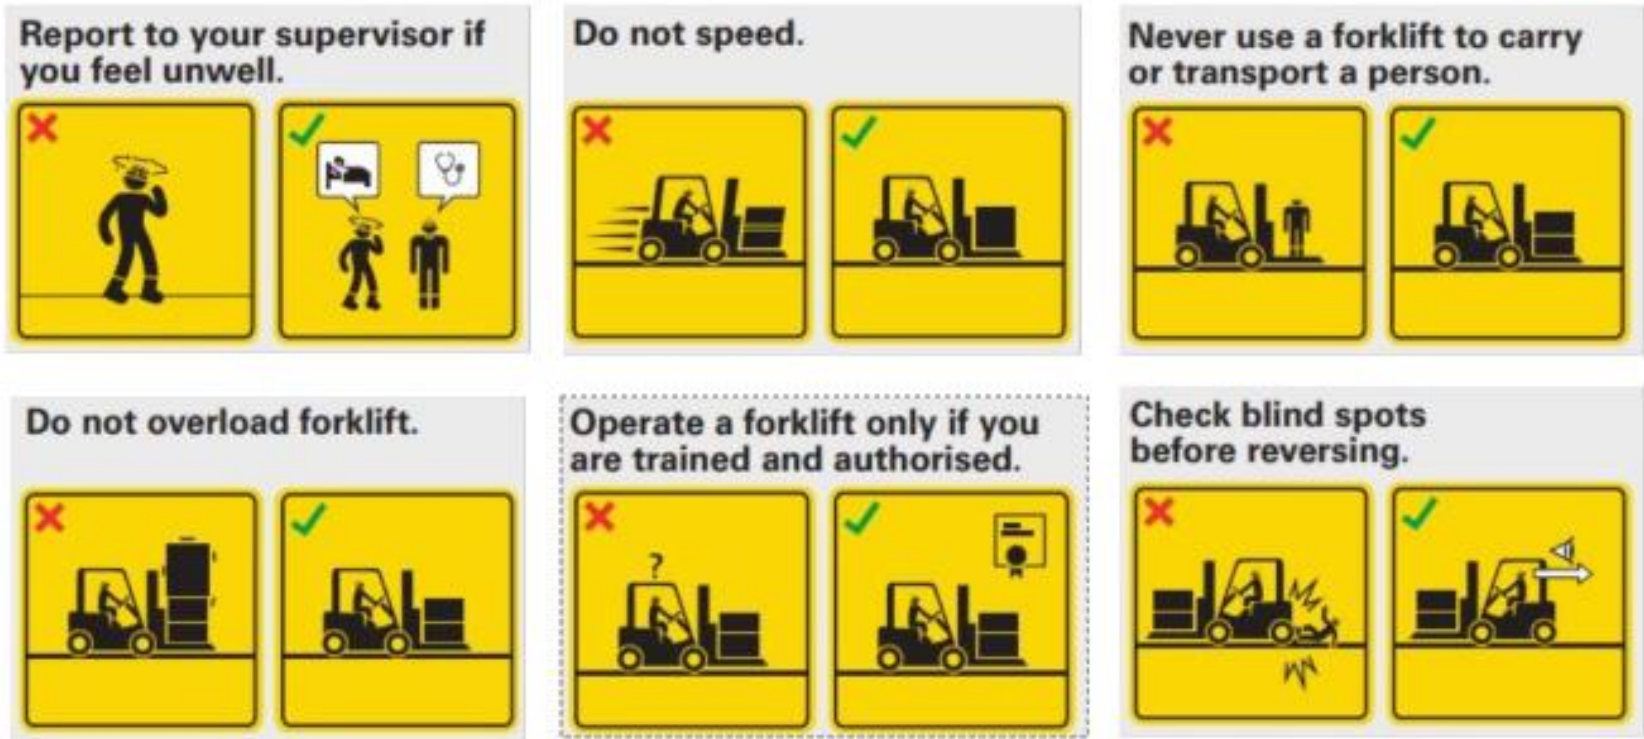 Report to your supervisor if
you feel unwell.
Do not speed.
Never use a forklift to carry
or transport a person.
Do not overload forklift.
Operate a forklift only if you
are trained and authorised.
?
Check blind spots
before reversing.